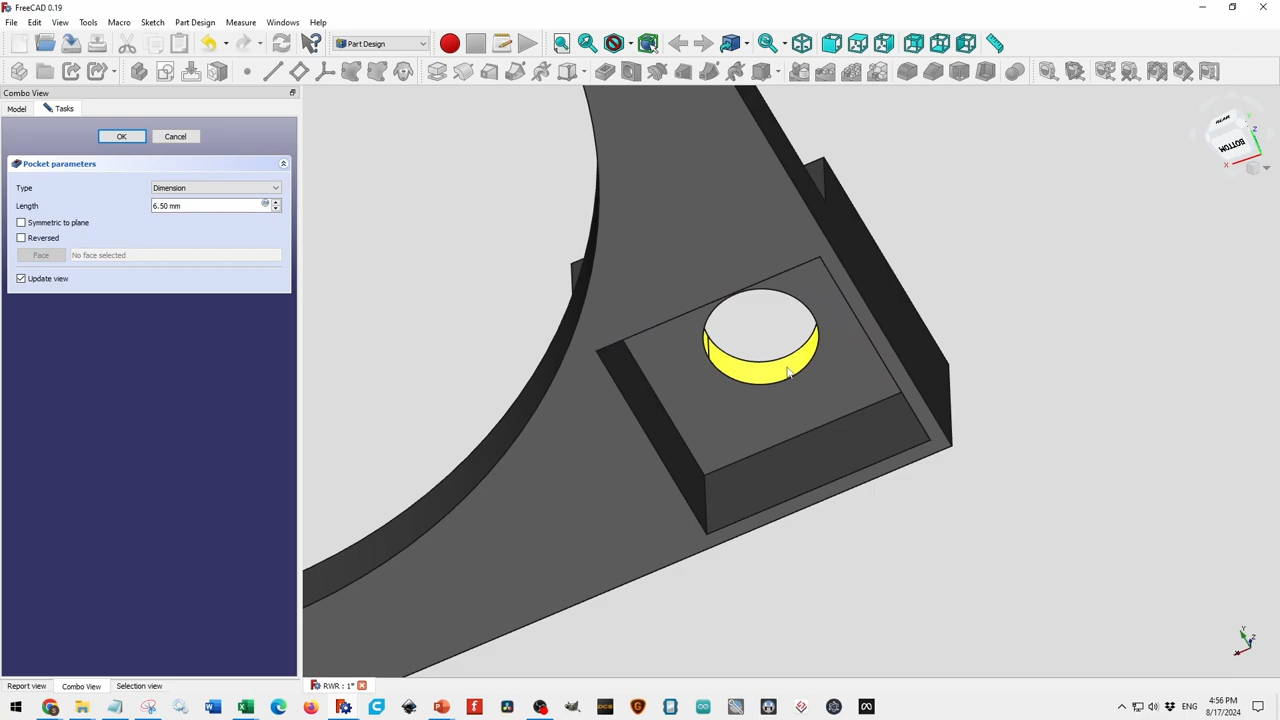 FreeCAD 0.19
File Edit View Tools Macro Sketch Part Design Measure Windows Help
Part Design
Combo View
Model Tasks
OK Cancel
Pocket parameters
Type Dimension
Length 6.50 mm
Symmetric to plane
Reversed
Face No face selected
Update view
REAR
BOTTOM
Z
X
Report view Combo View Selection view
RWR : 1*
Y
Z
X
DCS
ENG
4:56 PM
8/17/2024